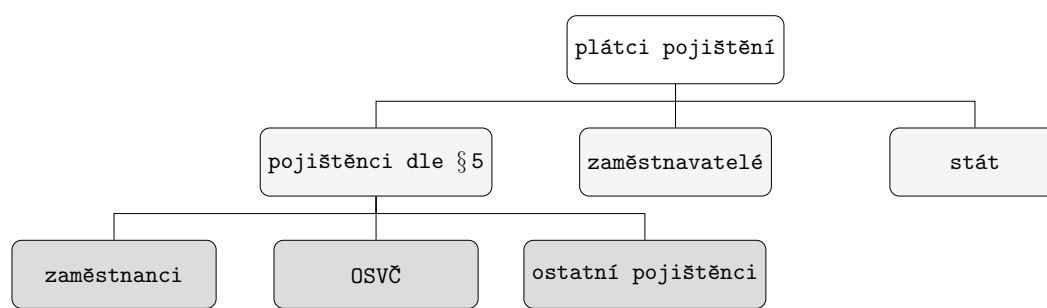 plátci pojištění
pojištěnci dle §5
zaměstnavatelé
stát
zaměstnanci
OSVČ
ostatní pojištěnci